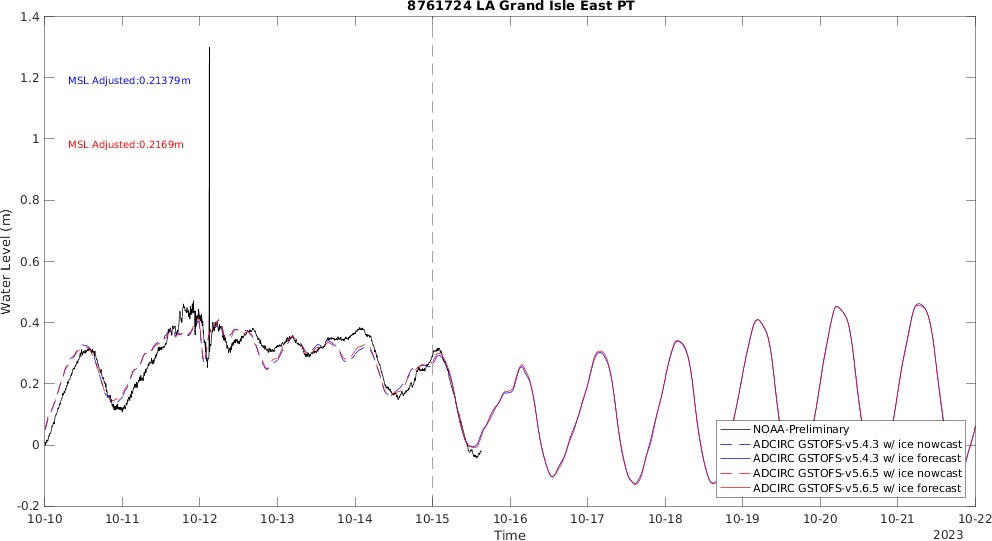 8761724 LA Grand Isle East PT
1.4
1.2
1
0.8
0.6
0.4
0.2
0
-0.2
Water Level (m)
MSL Adjusted:0.21379m
MSL Adjusted:0.2169m
NOAA-Preliminary
ADCIRC GSTOFS-v5.4.3 w/ ice nowcast
ADCIRC GSTOFS-v5.4.3 w/ ice forecast
ADCIRC GSTOFS-v5.6.5 w/ ice nowcast
ADCIRC GSTOFS-v5.6.5 w/ ice forecast
10-10 10-11 10-12 10-13 10-14 10-15 10-16 10-17 10-18 10-19 10-20 10-21 10-22
Time
2023